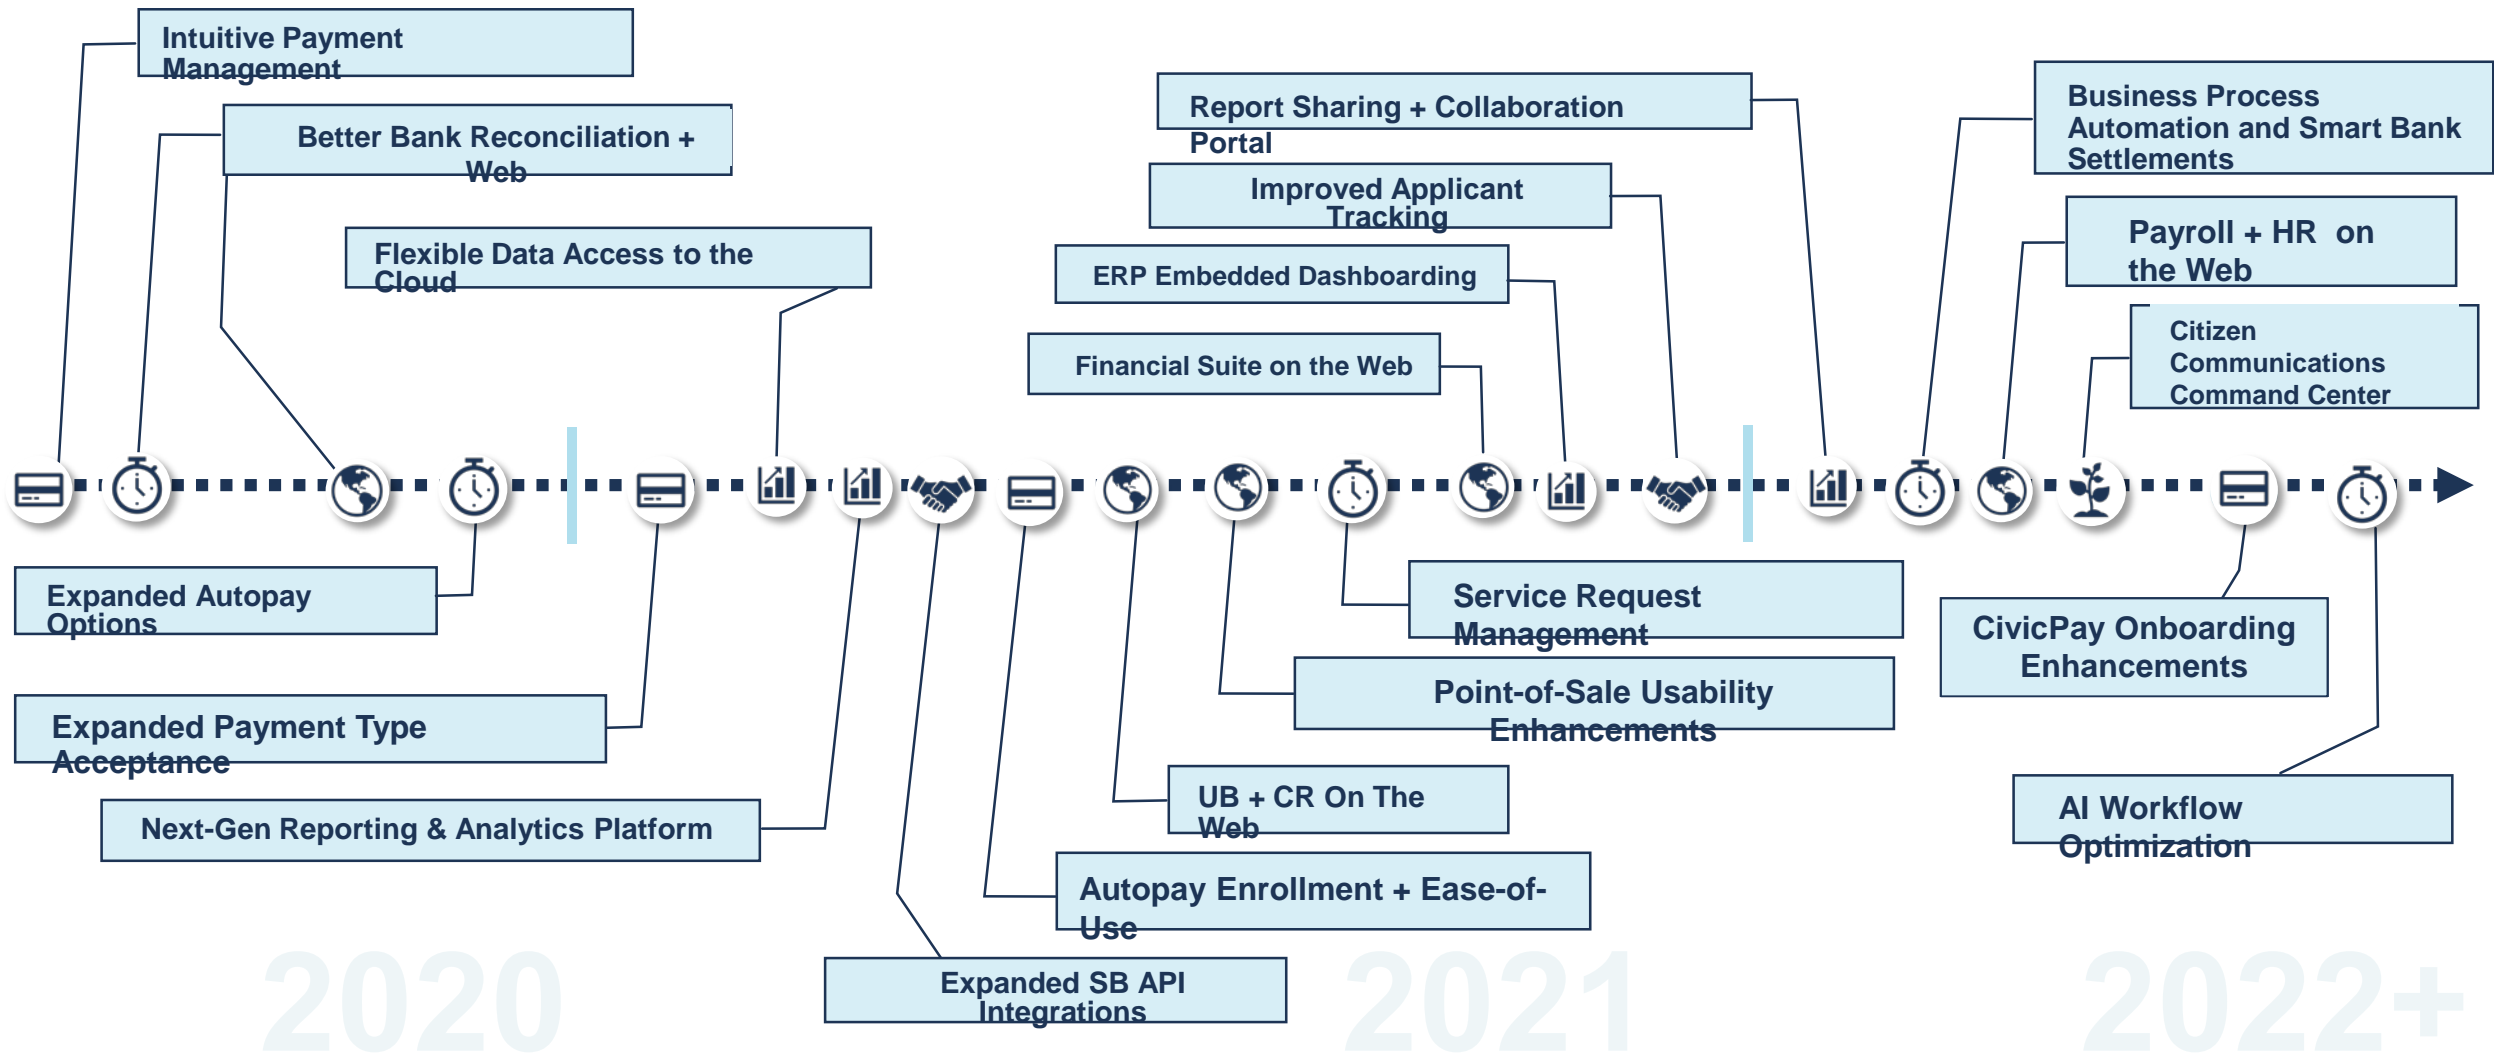 Intuitive Payment
Management
Better Bank Reconciliation +
Web
Flexible Data Access to the
Cloud
Report Sharing + Collaboration
Portal
Improved Applicant
Tracking
ERP Embedded Dashboarding
Financial Suite on the Web
Business Process
Automation and Smart Bank
Settlements
Payroll + HR on
the Web
Citizen
Communications
Command Center
Expanded Autopay
Options
Expanded Payment Type
Acceptance
Next-Gen Reporting & Analytics Platform
Service Request
Management
Point-of-Sale Usability
Enhancements
UB + CR On The
Web
Autopay Enrollment + Ease-of-
Use
Expanded SB API
Integrations
CivicPay Onboarding
Enhancements
AI Workflow
Optimization
2020
2021
2022+